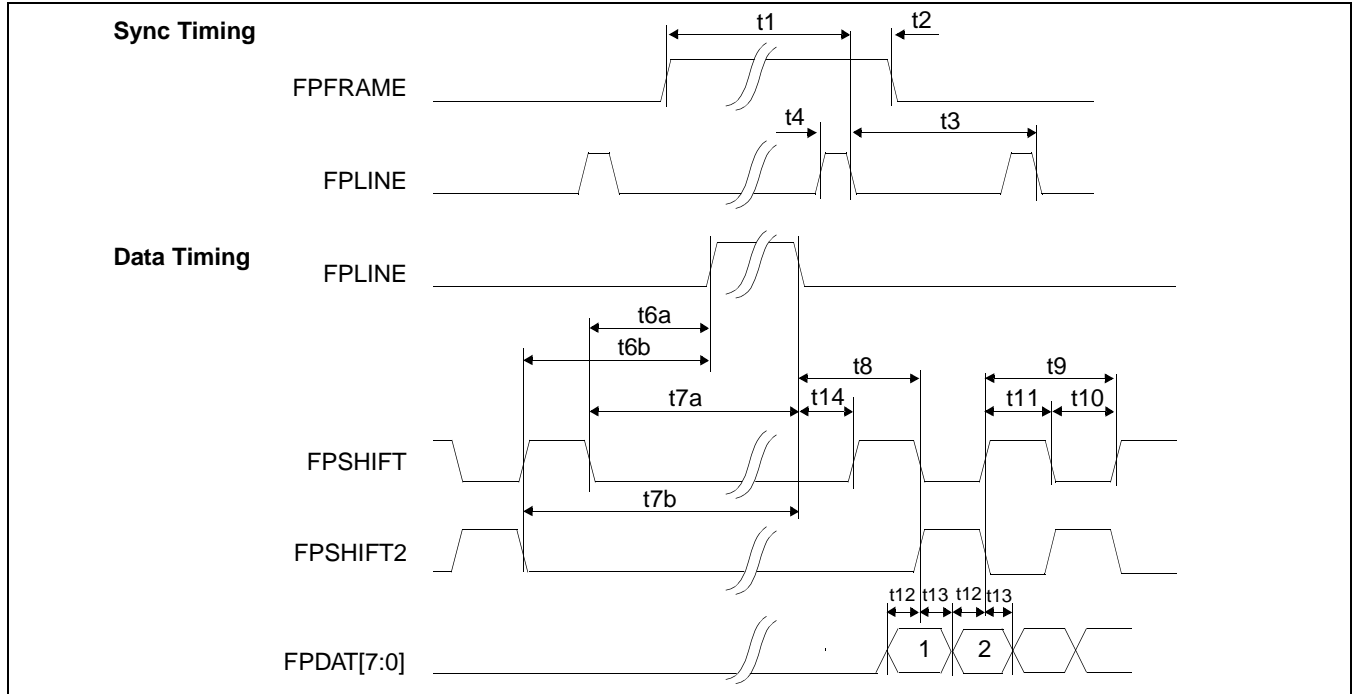 Sync Timing
t1
t2
FPFRAME
t4
t3
FPLINE
Data Timing
FPLINE
t6a
t6b
t8
t9
t7a
t14
t11
t10
FPSHIFT
t7b
FPSHIFT2
t12
t13
t12
t13
1
2
FPDAT[7:0]